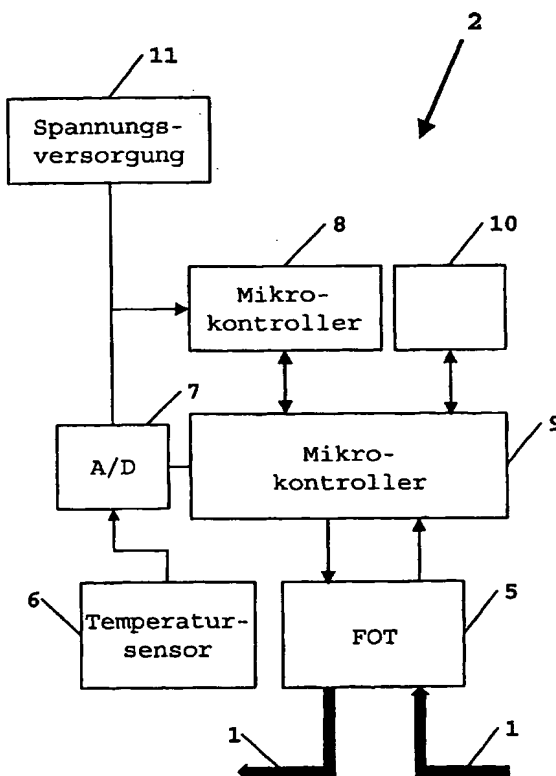 2
11
Spannungs-
versorgung
8
10
Mikro-
kontroller
7
9
A/D
Mikro-
kontroller
6
Temperatur-
sensor
5
FOT
1
1